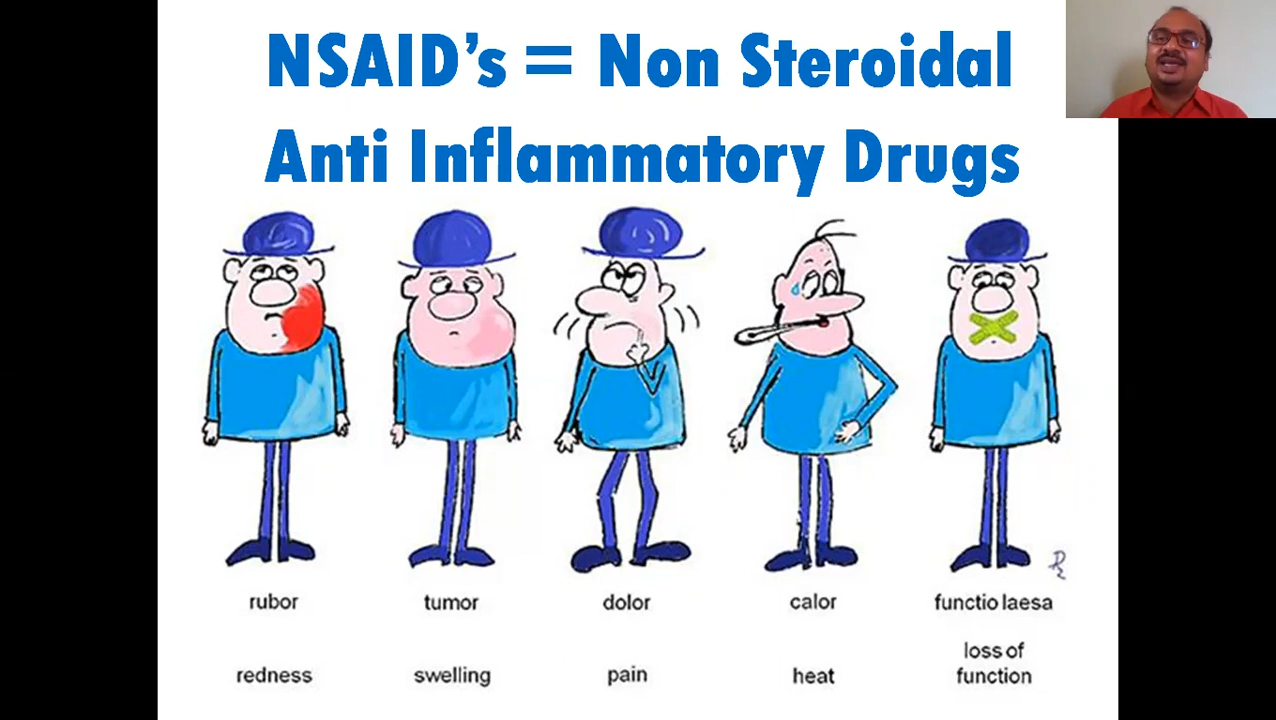 NSAID's = Non Steroidal
Anti Inflammatory Drugs
rubor
tumor
dolor
calor
functio laesa
redness
swelling
pain
heat
loss of
function